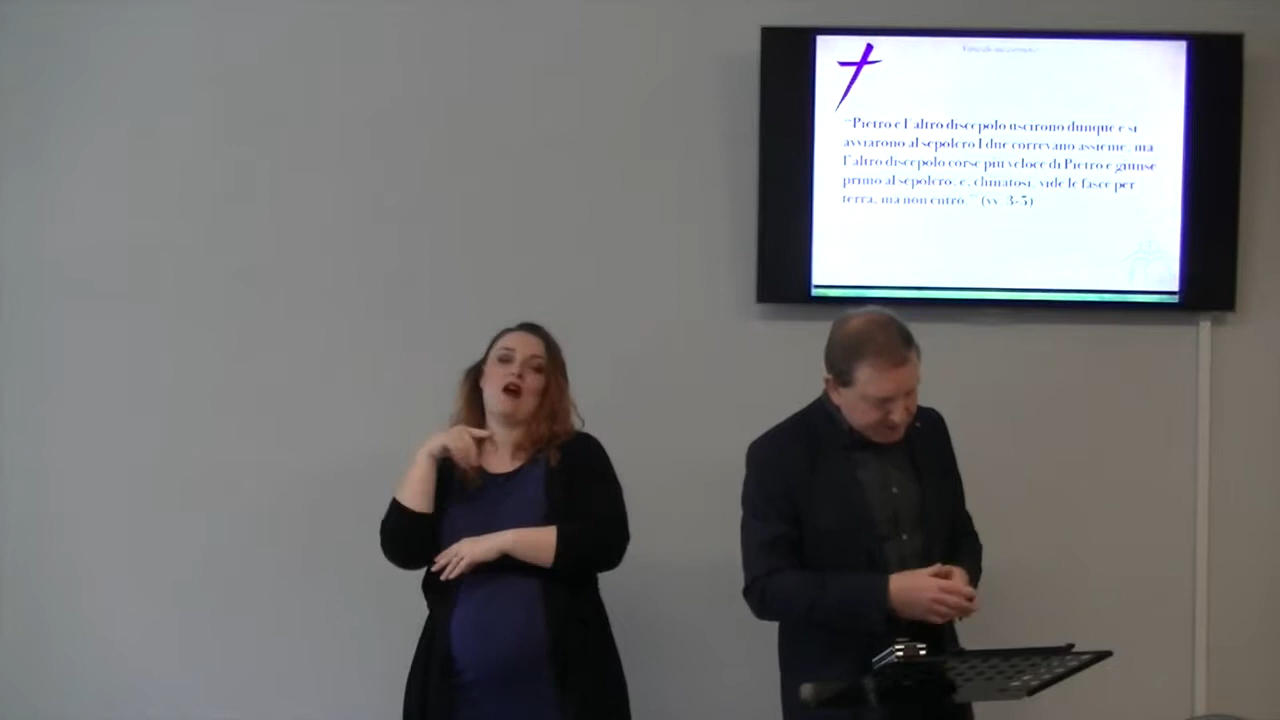 “Pietro e l'altro discepolo uscirono dunque e si
avviarono al sepolcro I due correvano assieme, ma
l'altro discepolo corse più veloce di Pietro e giunse
primo al sepolcro; e, chinatosi, vide le fasce per
terra, ma non entrò.” (vv. 3-5)